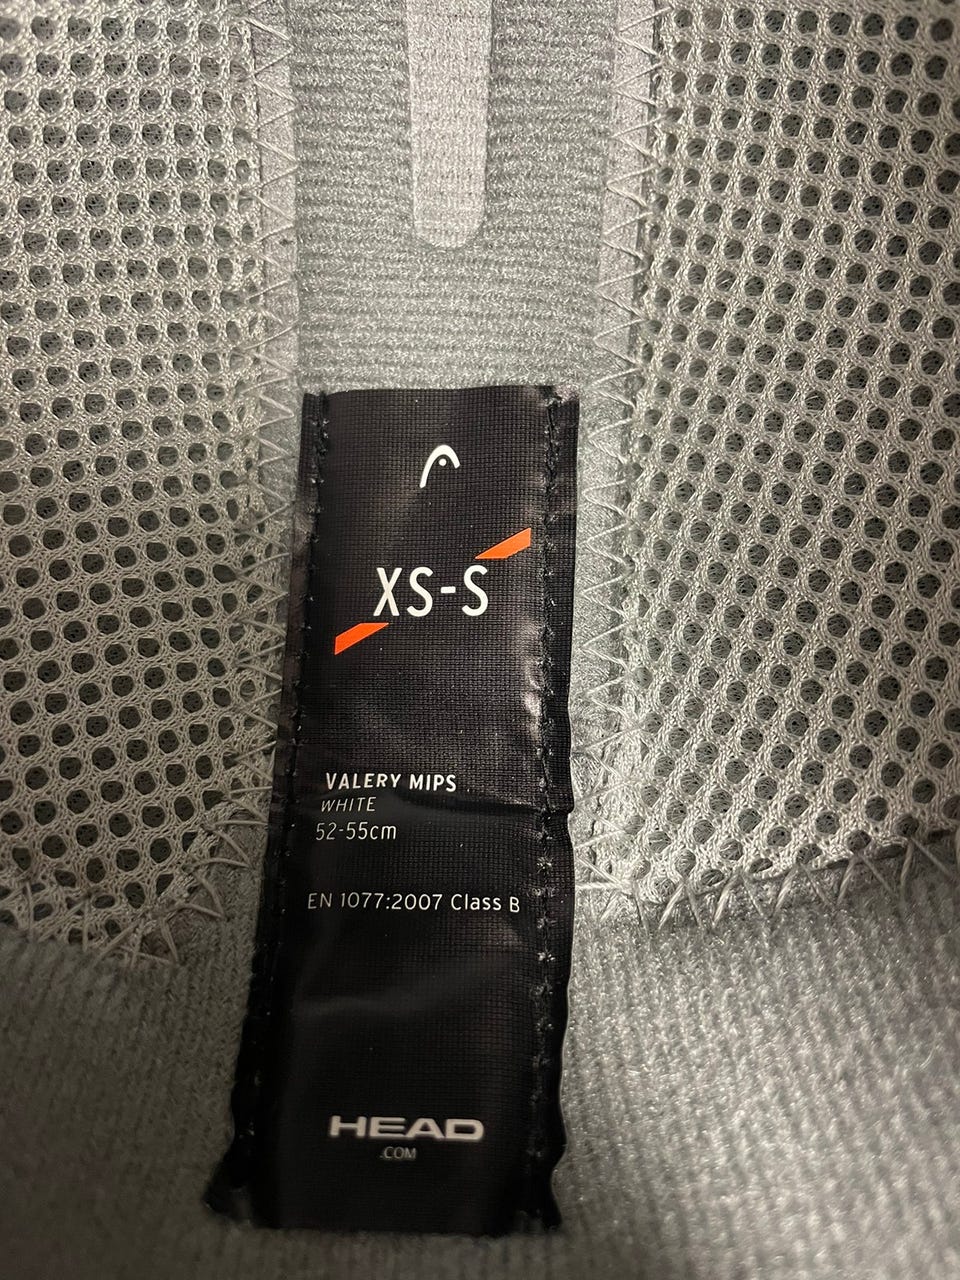 XS-S
VALERY MIPS
WHITE
52-55cm
EN 1077:2007 Class B
HEAD
.COM